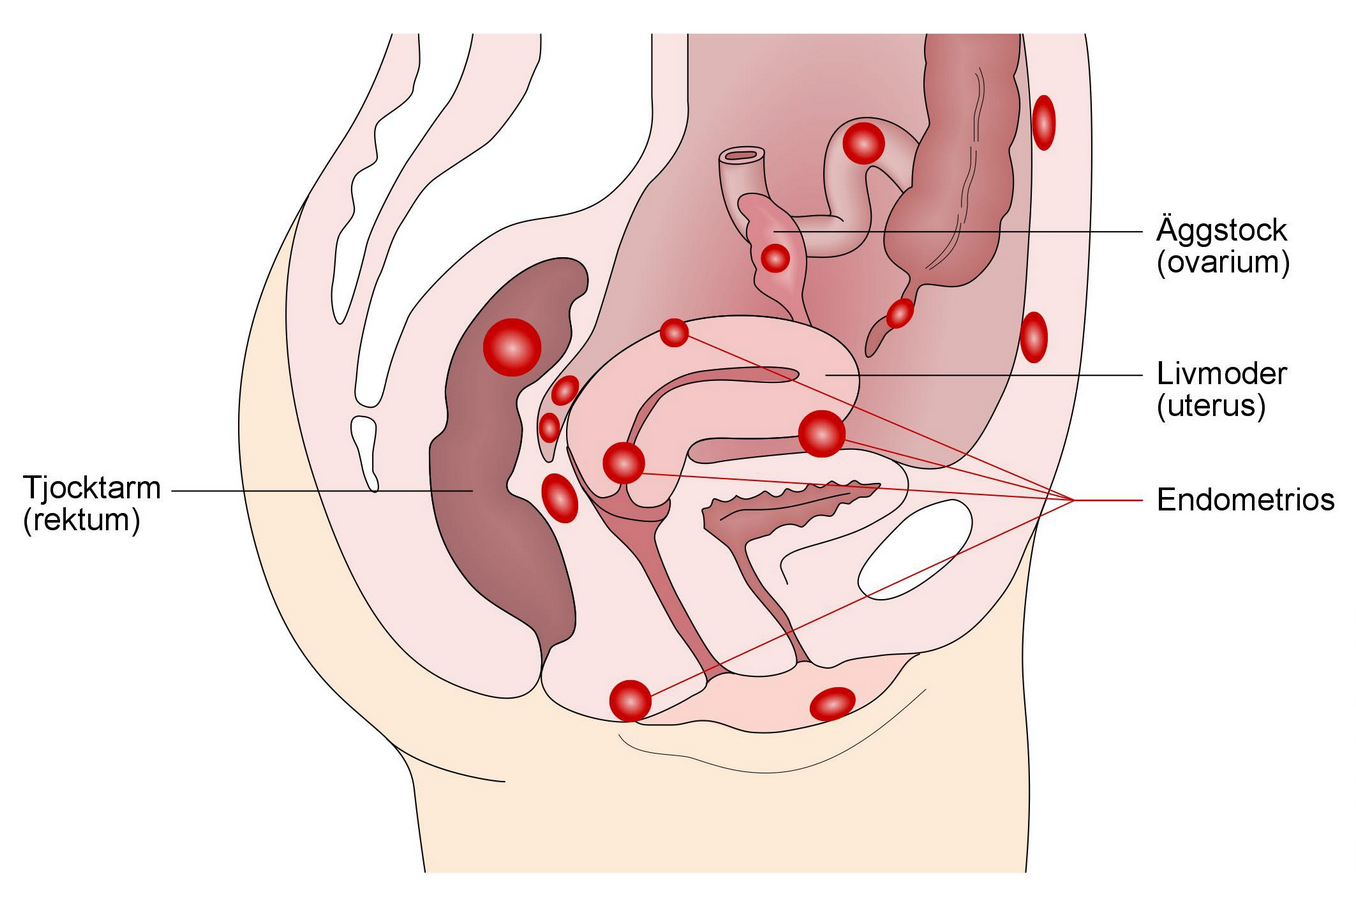 Äggstock
(ovarium)
Livmoder
(uterus)
Tjocktarm
(rektum)
Endometrios